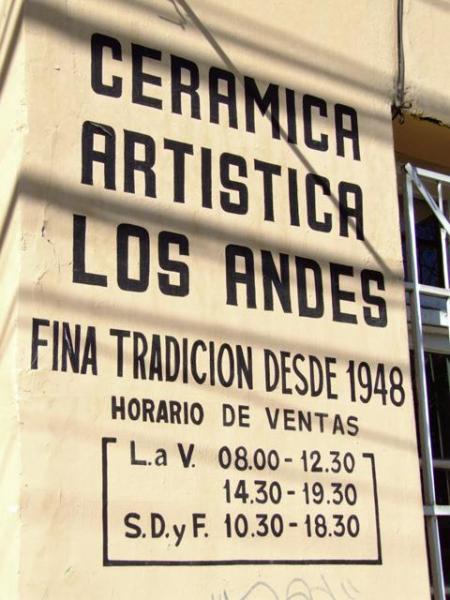 CERAMICA
ARTISTICA
LOS ANDES
FINA TRADICION DESDE 1948
HORARIO DE VENTAS
L.a V. 08.00 - 12.30
14.30 - 19.30
S.D.y F. 10.30 - 18.30